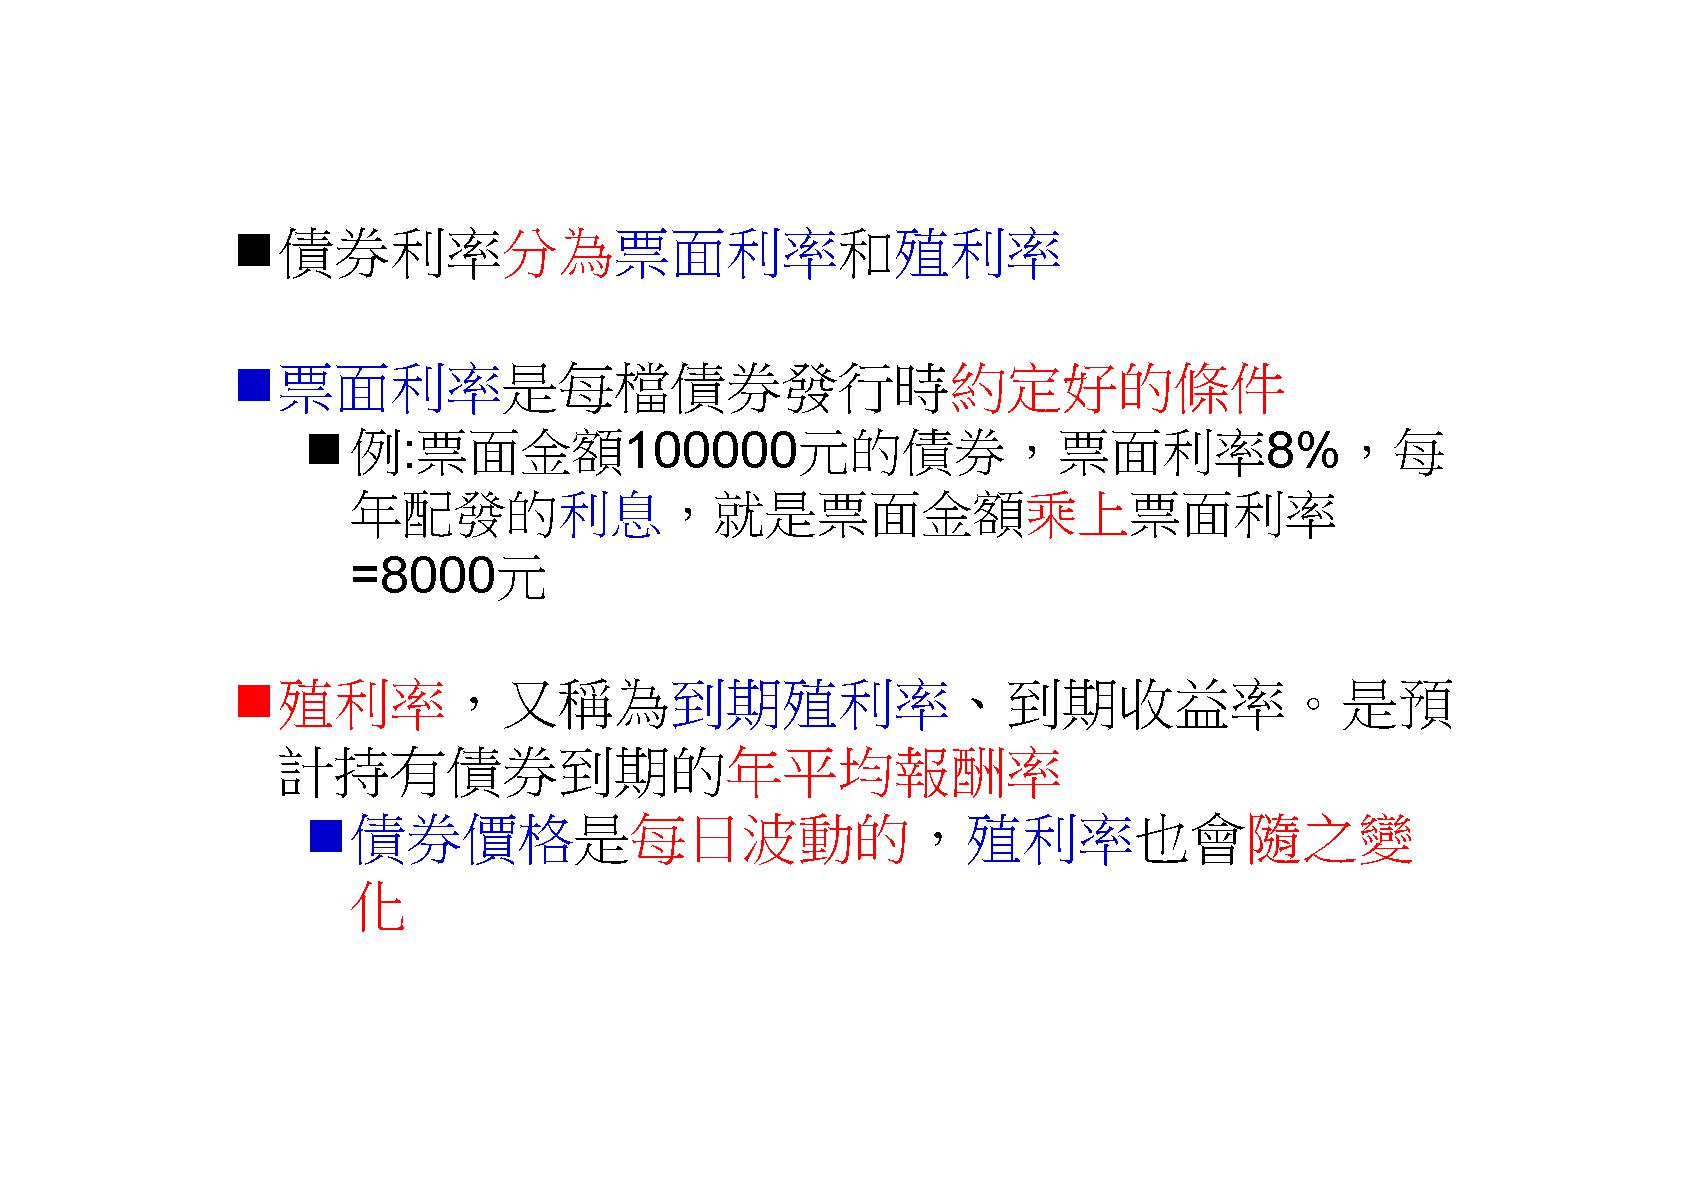 ■債券利率分為票面利率和殖利率
■票面利率是每檔債券發行時約定好的條件
■例:票面金額100000元的債券，票面利率8%，每
年配發的利息，就是票面金額乘上票面利率
=8000元
■殖利率，又稱為到期殖利率、到期收益率。是預
計持有債券到期的年平均報酬率
■債券價格是每日波動的，殖利率也會隨之變
化